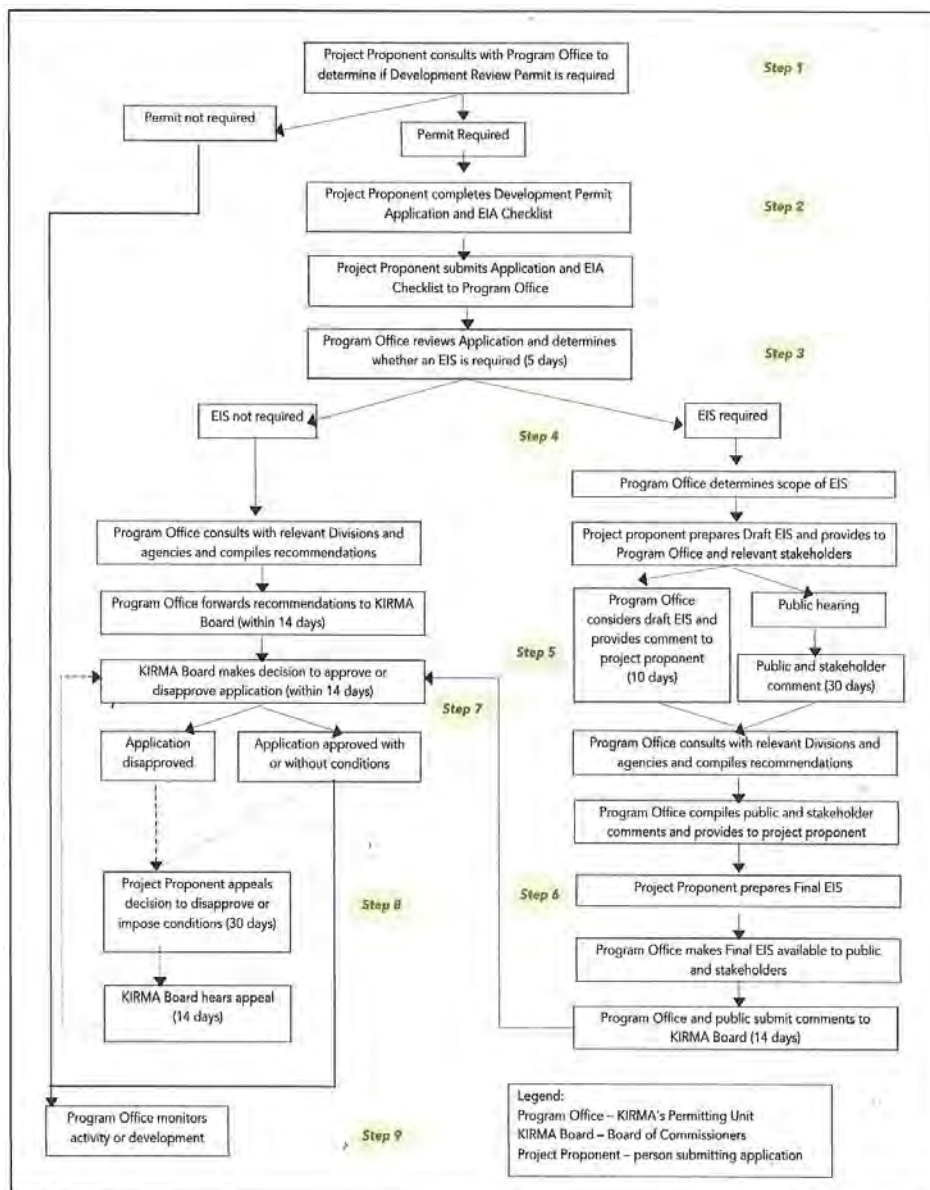 Project Proponent consults with Program Office to
determine if Development Review Permit is required
Step 1
Permit not required
Permit Required
Project Proponent completes Development Permit
Application and EIA Checklist
Step 2
Project Proponent submits Application and EIA
Checklist to Program Office
Program Office reviews Application and determines
whether an EIS is required (5 days)
Step 3
EIS not required
EIS required
Step 4
Program Office determines scope of EIS
Program Office consults with relevant Divisions and
agencies and compiles recommendations
Project proponent prepares Draft EIS and provides to
Program Office and relevant stakeholders
Program Office forwards recommendations to KIRMA
Board (within 14 days)
Program Office
considers draft EIS and
provides comment to
project proponent
(10 days)
Public hearing
Step 5
Public and stakeholder
comment (30 days)
KIRMA Board makes decision to approve or
disapprove application (within 14 days)
Step 7
Application
disapproved
Application approved with
or without conditions
Program Office consults with relevant Divisions and
agencies and compiles recommendations
Program Office compiles public and stakeholder
comments and provides to project proponent
Project Proponent appeals
decision to disapprove or
impose conditions (30 days)
Step 8
Step 6
Project Proponent prepares Final EIS
Program Office makes Final EIS available to public
and stakeholders
KIRMA Board hears appeal
(14 days)
Program Office and public submit comments to
KIRMA Board (14 days)
Program Office monitors
activity or development
Step 9
Legend:
Program Office – KIRMA's Permitting Unit
KIRMA Board – Board of Commissioners
Project Proponent – person submitting application